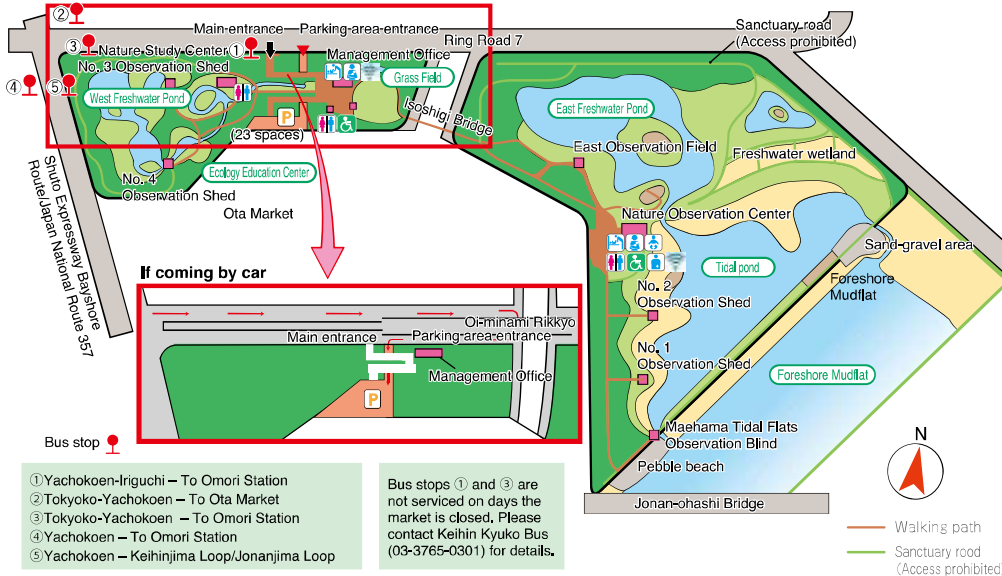 ②
Main-entrance
Parking-area-entrance
Sanctuary road
(Access prohibited)
③
Nature Study Center
①
Ring Road 7
No. 3 Observation Shed
Management Office
④
⑤
West Freshwater Pond
Grass Field
East Freshwater Pond
Isoshigi Bridge
P
(23 spaces)
East Observation Field
Freshwater wetland
No. 4
Observation Shed
Ecology Education Center
Ota Market
Nature Observation Center
Shuto Expressway Bayshore
Route/Japan National Route 357
Sand-gravel area
Tidal pond
Foreshore
Mudflat
If coming by car
No. 2
Observation Shed
Oi-minami Rikkyo
Main entrance
Parking-area-entrance
No. 1
Observation Shed
Management Office
Foreshore Mudflat
P
Maehama Tidal Flats
Observation Blind
Bus stop
N
Pebble beach
Jonan-ohashi Bridge
①Yachokoen-Iriguchi – To Omori Station
②Tokyoko-Yachokoen – To Ota Market
③Tokyoko-Yachokoen – To Omori Station
④Yachokoen – To Omori Station
⑤Yachokoen – Keihinjima Loop/Jonanjima Loop
Bus stops ① and ③ are
not serviced on days the
market is closed. Please
contact Keihin Kyuko Bus
(03-3765-0301) for details.
Walking path
Sanctuary rood
(Access prohibited)